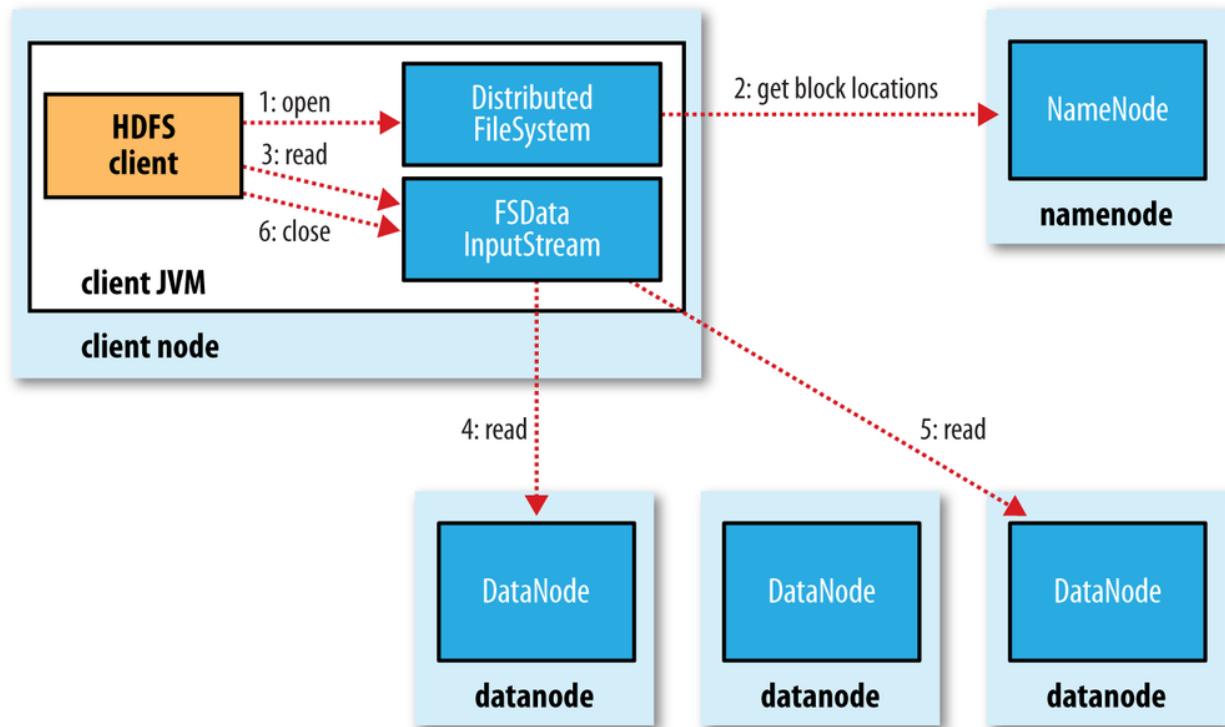 1: open
Distributed
FileSystem
2: get block locations
NameNode
HDFS
client
3: read
FSData
InputStream
6: close
namenode
client JVM
client node
4: read
5: read
DataNode
DataNode
DataNode
datanode
datanode
datanode